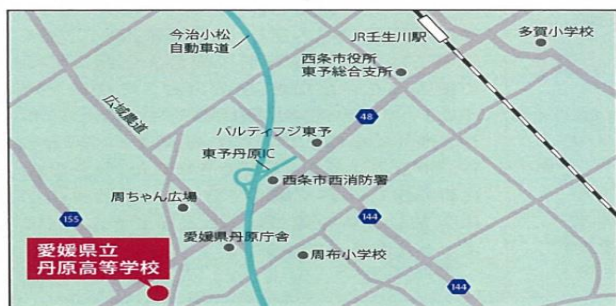 今治小松
自動車道
JR壬生川駅
多賀小学校
西条市役所
東予総合支所
広域農道
48
パルティフジ東予
東予丹原IC
西条市西消防署
周ちゃん広場
155
144
愛媛県丹原庁舎
周布小学校
愛媛県立
丹原高等学校
144